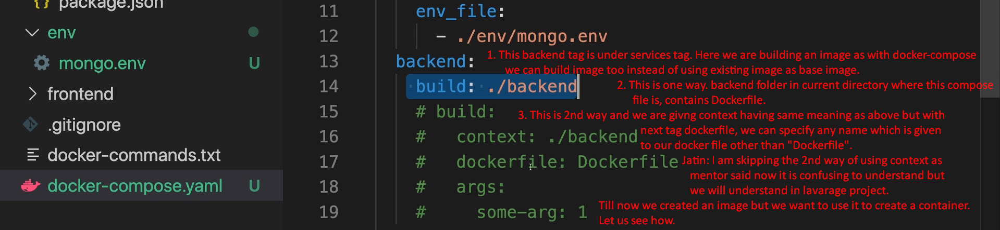 package.json
env
mongo.env U
frontend
.gitignore
docker-commands.txt
docker-compose.yaml U
11 env_file:
12 - ./env/mongo.env
13 backend:
14 build: ./backend
15 # build:
16 # context: ./backend
17 # dockerfile: Dockerfile
18 # args:
19 # some-arg: 1
1. This backend tag is under services tag. Here we are building an image as with docker-compose
we can build image too instead of using existing image as base image.
2. This is one way. backend folder in current directory where this compose
file is, contains Dockerfile.
3. This is 2nd way and we are givng context having same meaning as above but with
next tag dockerfile, we can specify any name which is given
to our docker file other than "Dockerfile".
Jatin: I am skipping the 2nd way of using context as
mentor said now it is confusing to understand but
we will understand in lavarage project.
Till now we created an image but we want to use it to create a container.
Let us see how.